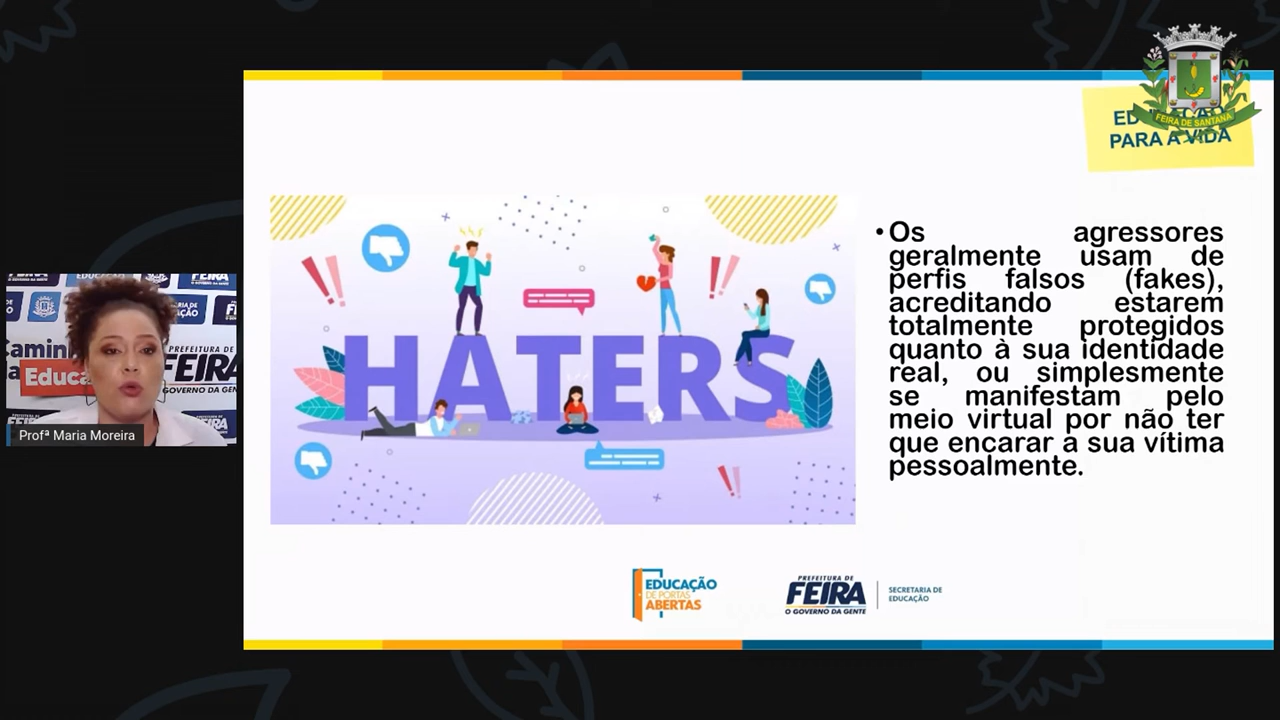 FEIRA DE SANTANA
PARA A VIDA
HATERS
• Os agressores
geralmente usam de
perfis falsos (fakes),
acreditando estarem
totalmente protegidos
quanto à sua identidade
real, ou simplesmente
se manifestam pelo
meio virtual por não ter
que encarar a sua vítima
pessoalmente.
FEIRA
Educa
PREFEITURA DE
FEIRA
GOVERNO DA GENTE
Profª Maria Moreira
EDUCAÇÃO
DE PORTAS
ABERTAS
PREFEITURA DE
FEIRA
O GOVERNO DA GENTE
SECRETARIA DE
EDUCAÇÃO